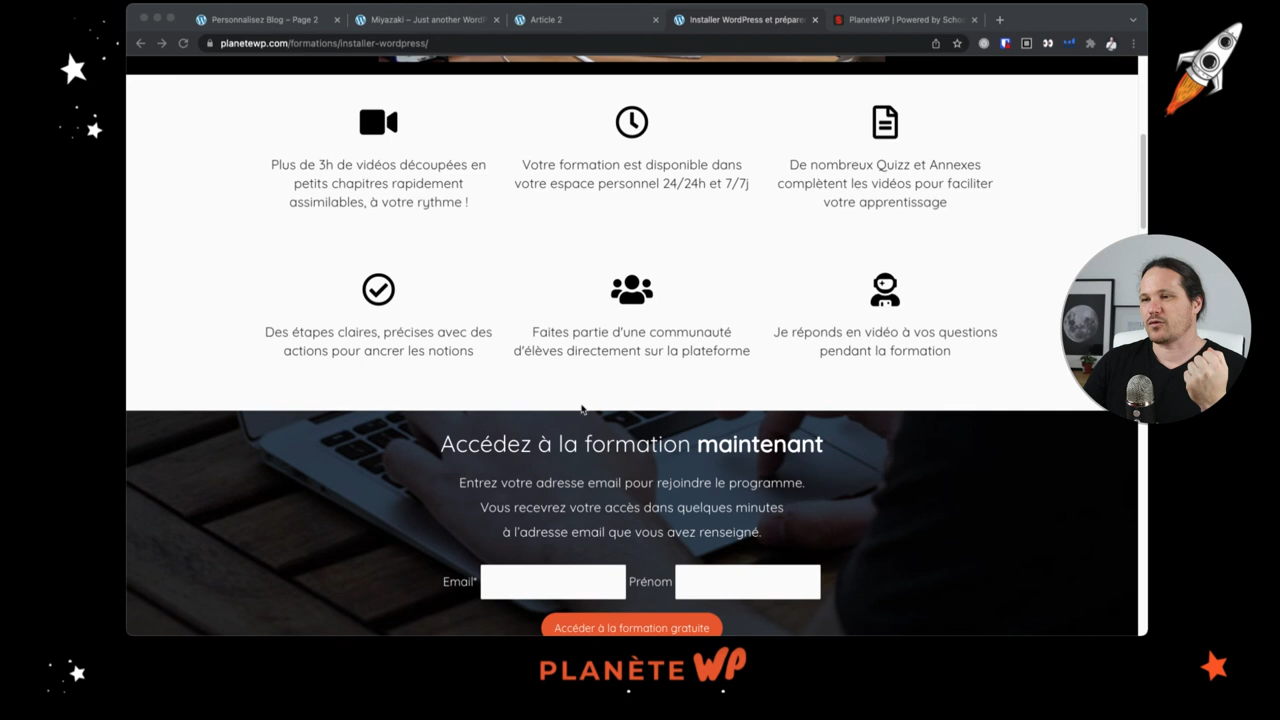 Personnalisez Blog – Page 2
Miyazaki – Just another WordP
Article 2
Installer WordPress et prépare
PlaneteWP | Powered by Scho
planetewp.com/formations/installer-wordpress/
Plus de 3h de vidéos découpées en
petits chapitres rapidement
assimilables, à votre rythme !
Votre formation est disponible dans
votre espace personnel 24/24h et 7/7j
De nombreux Quizz et Annexes
complètent les vidéos pour faciliter
votre apprentissage
Des étapes claires, précises avec des
actions pour ancrer les notions
Faites partie d'une communauté
d'élèves directement sur la plateforme
Je réponds en vidéo à vos questions
pendant la formation
Accédez à la formation maintenant
Entrez votre adresse email pour rejoindre le programme.
Vous recevrez votre accès dans quelques minutes
à l'adresse email que vous avez renseigné.
Email* Prénom
Accéder à la formation gratuite
PLANÈTE WP